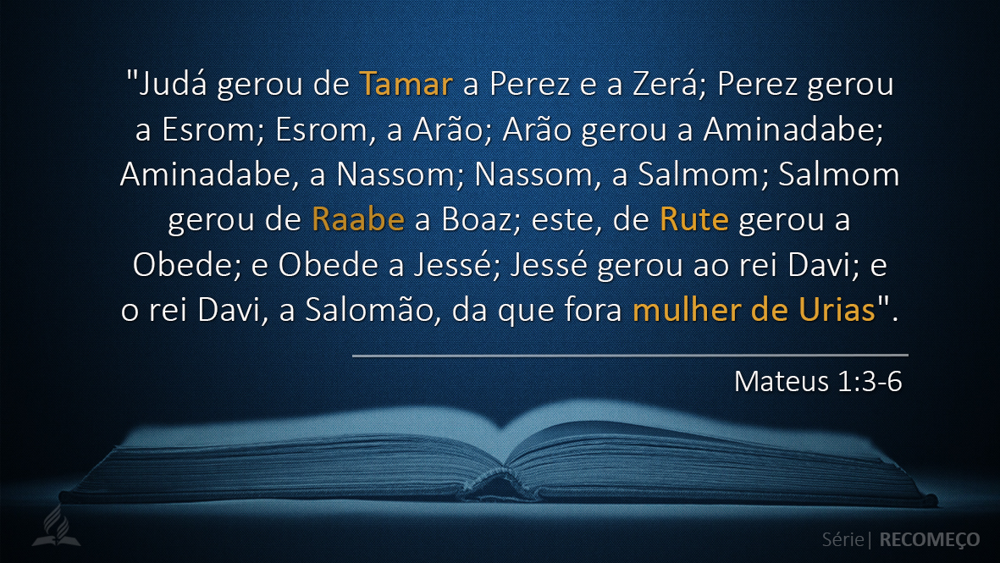 "Judá gerou de Tamar a Perez e a Zerá; Perez gerou
a Esrom; Esrom, a Arão; Arão gerou a Aminadabe;
Aminadabe, a Nassom; Nassom, a Salmom; Salmom
gerou de Raabe a Boaz; este, de Rute gerou a
Obede; e Obede a Jessé; Jessé gerou ao rei Davi; e
o rei Davi, a Salomão, da que fora mulher de Urias".
Mateus 1:3-6
Série| RECOMEÇO